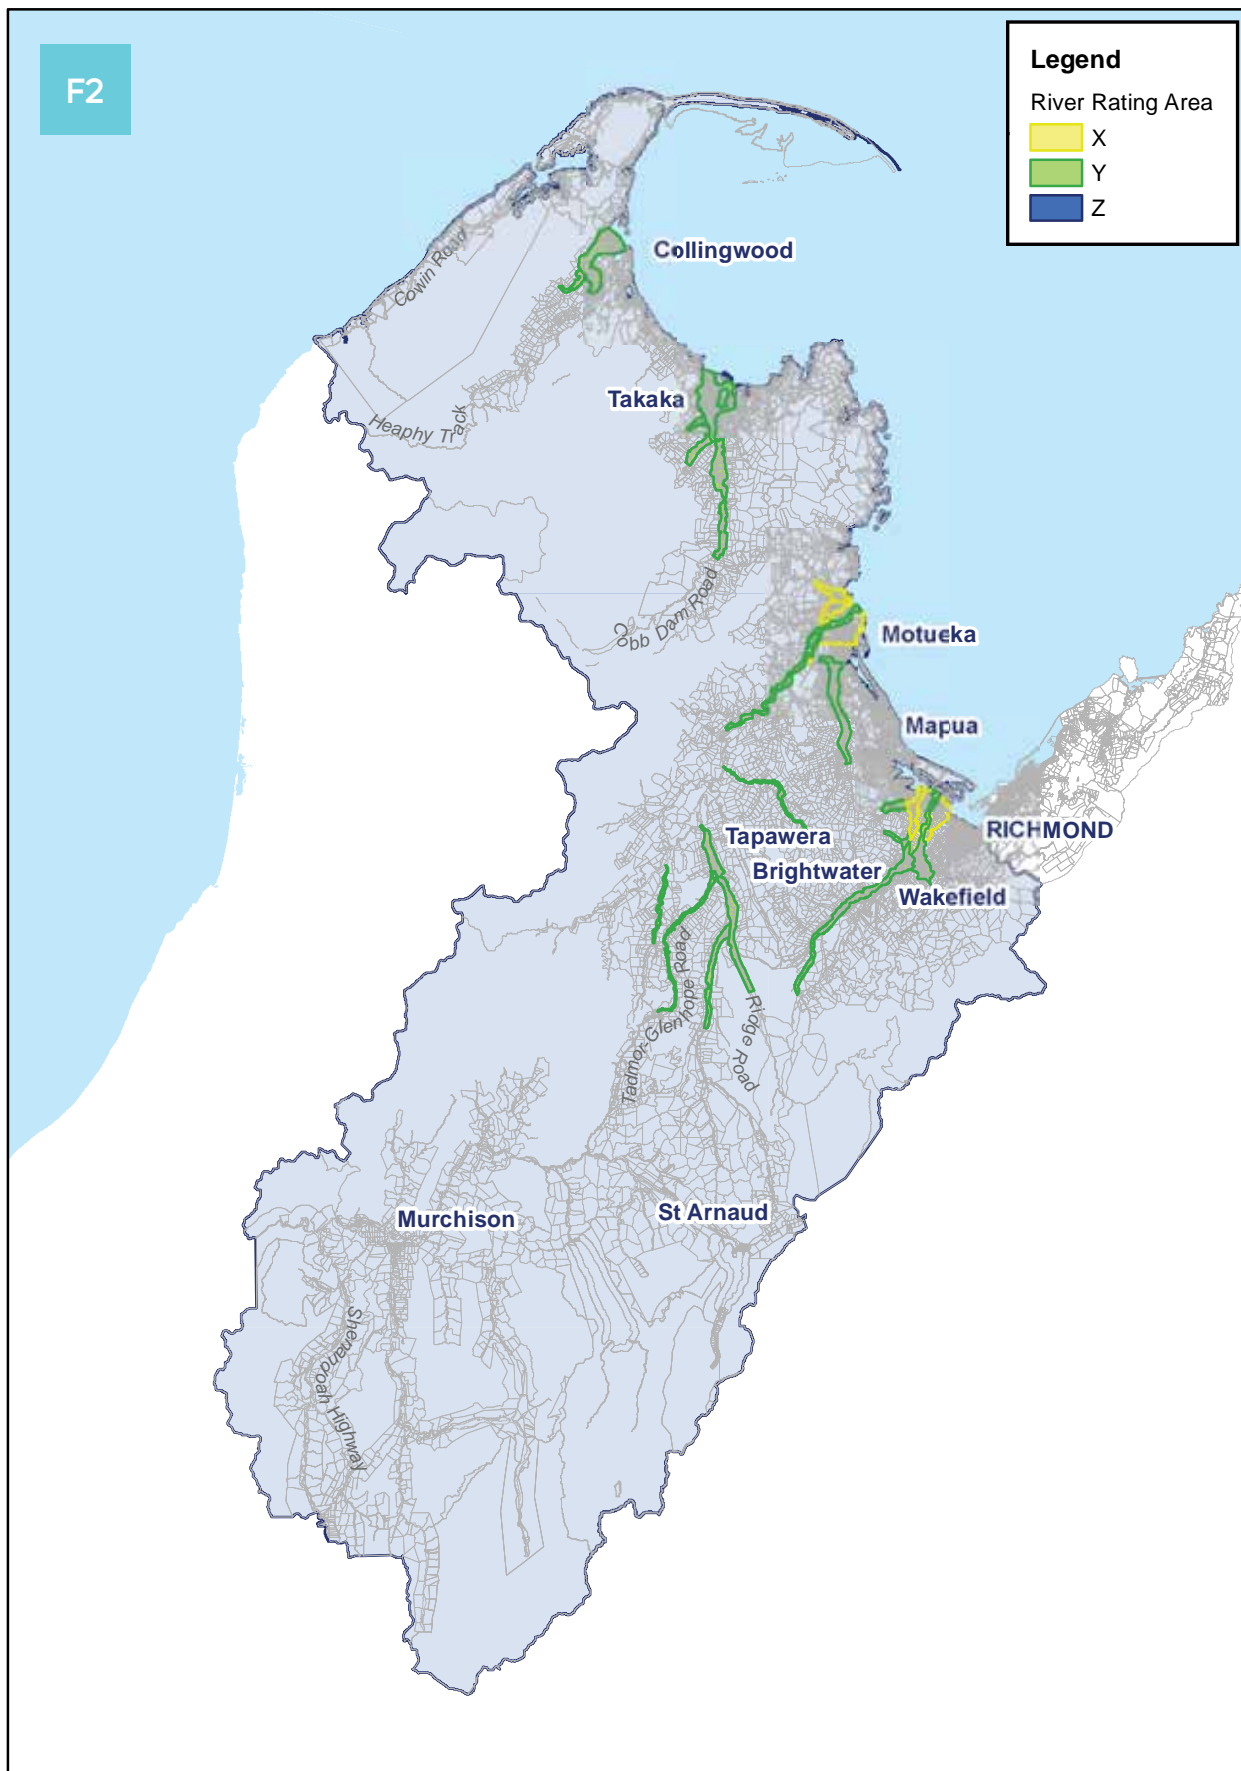 F2
Legend
River Rating Area
X
Y
Z
Collingwood
Cowin Road
Takaka
Heaphy Track
Cobb Dam Road
Motueka
Mapua
RICHMOND
Tapawera
Brightwater
Wakefield
Tadmor-Glenhope Road
Ridge Road
St Arnaud
Murchison
Shenandoah Highway